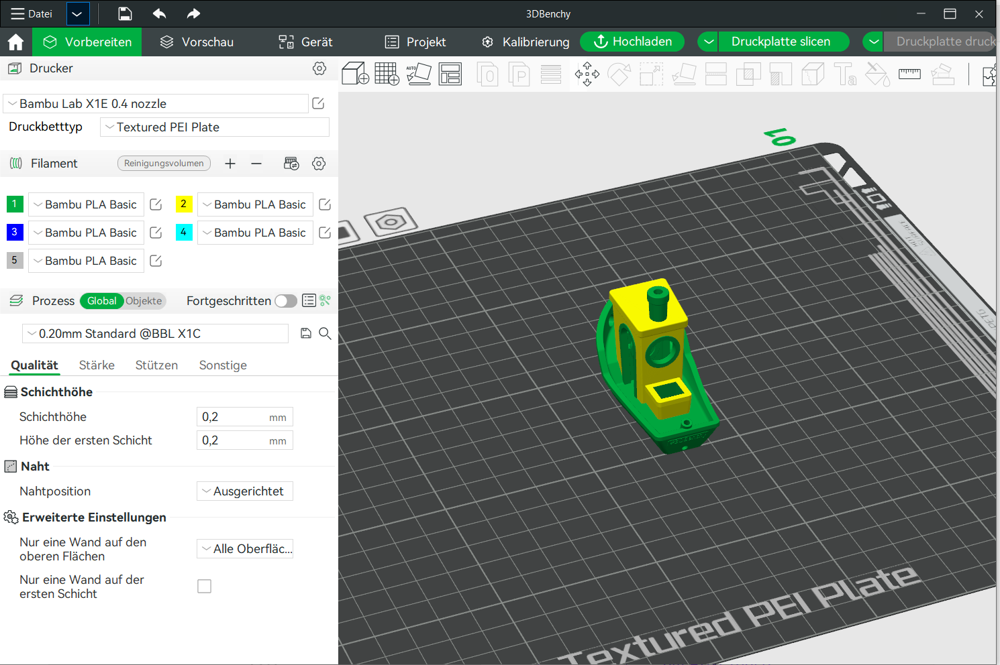 Datei
3DBenchy
Vorbereiten
Vorschau
Gerät
Projekt
Kalibrierung
Hochladen
Druckplatte slicen
Druckplatte druck
Drucker
AUTO
Bambu Lab X1E 0.4 nozzle
Druckbetttyp
Textured PEI Plate
Filament
Reinigungsvolumen
1 Bambu PLA Basic
2 Bambu PLA Basic
3 Bambu PLA Basic
4 Bambu PLA Basic
5 Bambu PLA Basic
Prozess
Global
Objekte
Fortgeschritten
0.20mm Standard @BBL X1C
Qualität
Stärke
Stützen
Sonstige
Schichthöhe
Schichthöhe
0,2 mm
Höhe der ersten Schicht
0,2 mm
Naht
Nahtposition
Ausgerichtet
Erweiterte Einstellungen
Nur eine Wand auf den
oberen Flächen
Alle Oberfläc...
Nur eine Wand auf der
ersten Schicht
01
PETG
Textured PEI Plate